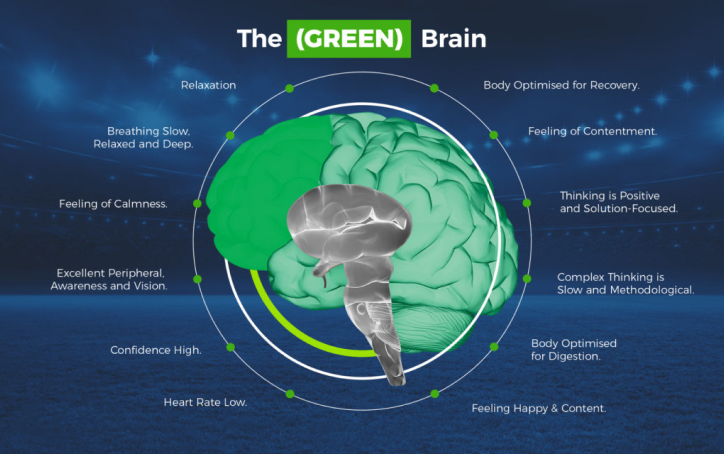 The (GREEN) Brain
Relaxation
Breathing Slow,
Relaxed and Deep.
Feeling of Calmness.
Excellent Peripheral,
Awareness and Vision.
Confidence High.
Heart Rate Low.
Body Optimised for Recovery.
Feeling of Contentment.
Thinking is Positive
and Solution-Focused.
Complex Thinking is
Slow and Methodological.
Body Optimised
for Digestion.
Feeling Happy & Content.